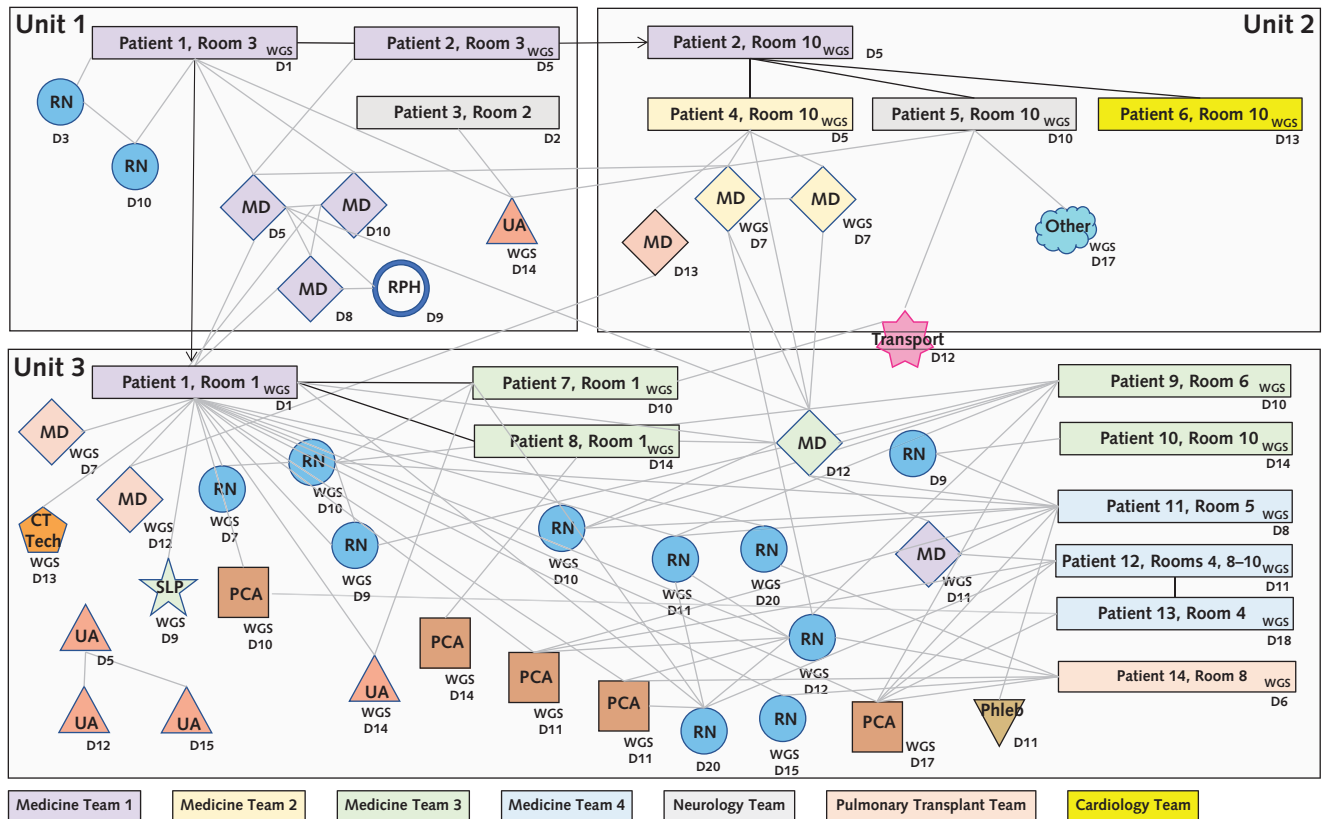 Unit 1
Patient 1, Room 3 WGS
D1
Patient 2, Room 3 WGS
D5
RN
D3
Patient 3, Room 2
D2
RN
D10
MD
D5
MD
D10
UA
WGS
D14
MD
D8
RPH
D9
Unit 2
Patient 2, Room 10 WGS
D5
Patient 4, Room 10 WGS
D5
Patient 5, Room 10 WGS
D10
Patient 6, Room 10 WGS
D13
MD
D13
MD
WGS
D7
MD
WGS
D7
Other
WGS
D17
Transport
D12
Unit 3
Patient 1, Room 1 WGS
D1
Patient 7, Room 1 WGS
D10
Patient 8, Room 1 WGS
D14
Patient 9, Room 6 WGS
D10
Patient 10, Room 10 WGS
D14
Patient 11, Room 5 WGS
D8
Patient 12, Rooms 4, 8–10 WGS
D11
Patient 13, Room 4 WGS
D18
Patient 14, Room 8 WGS
D6
MD
WGS
D7
MD
WGS
D12
RN
WGS
D7
RN
WGS
D10
MD
D12
RN
D9
CT
Tech
WGS
D13
SLP
WGS
D9
PCA
WGS
D10
RN
WGS
D9
RN
WGS
D10
RN
WGS
D11
RN
WGS
D20
MD
WGS
D11
UA
D5
UA
D12
UA
D15
UA
WGS
D14
PCA
WGS
D14
PCA
WGS
D11
PCA
WGS
D11
RN
D20
RN
WGS
D12
RN
WGS
D15
PCA
WGS
D17
Phleb
D11
Medicine Team 1
Medicine Team 2
Medicine Team 3
Medicine Team 4
Neurology Team
Pulmonary Transplant Team
Cardiology Team